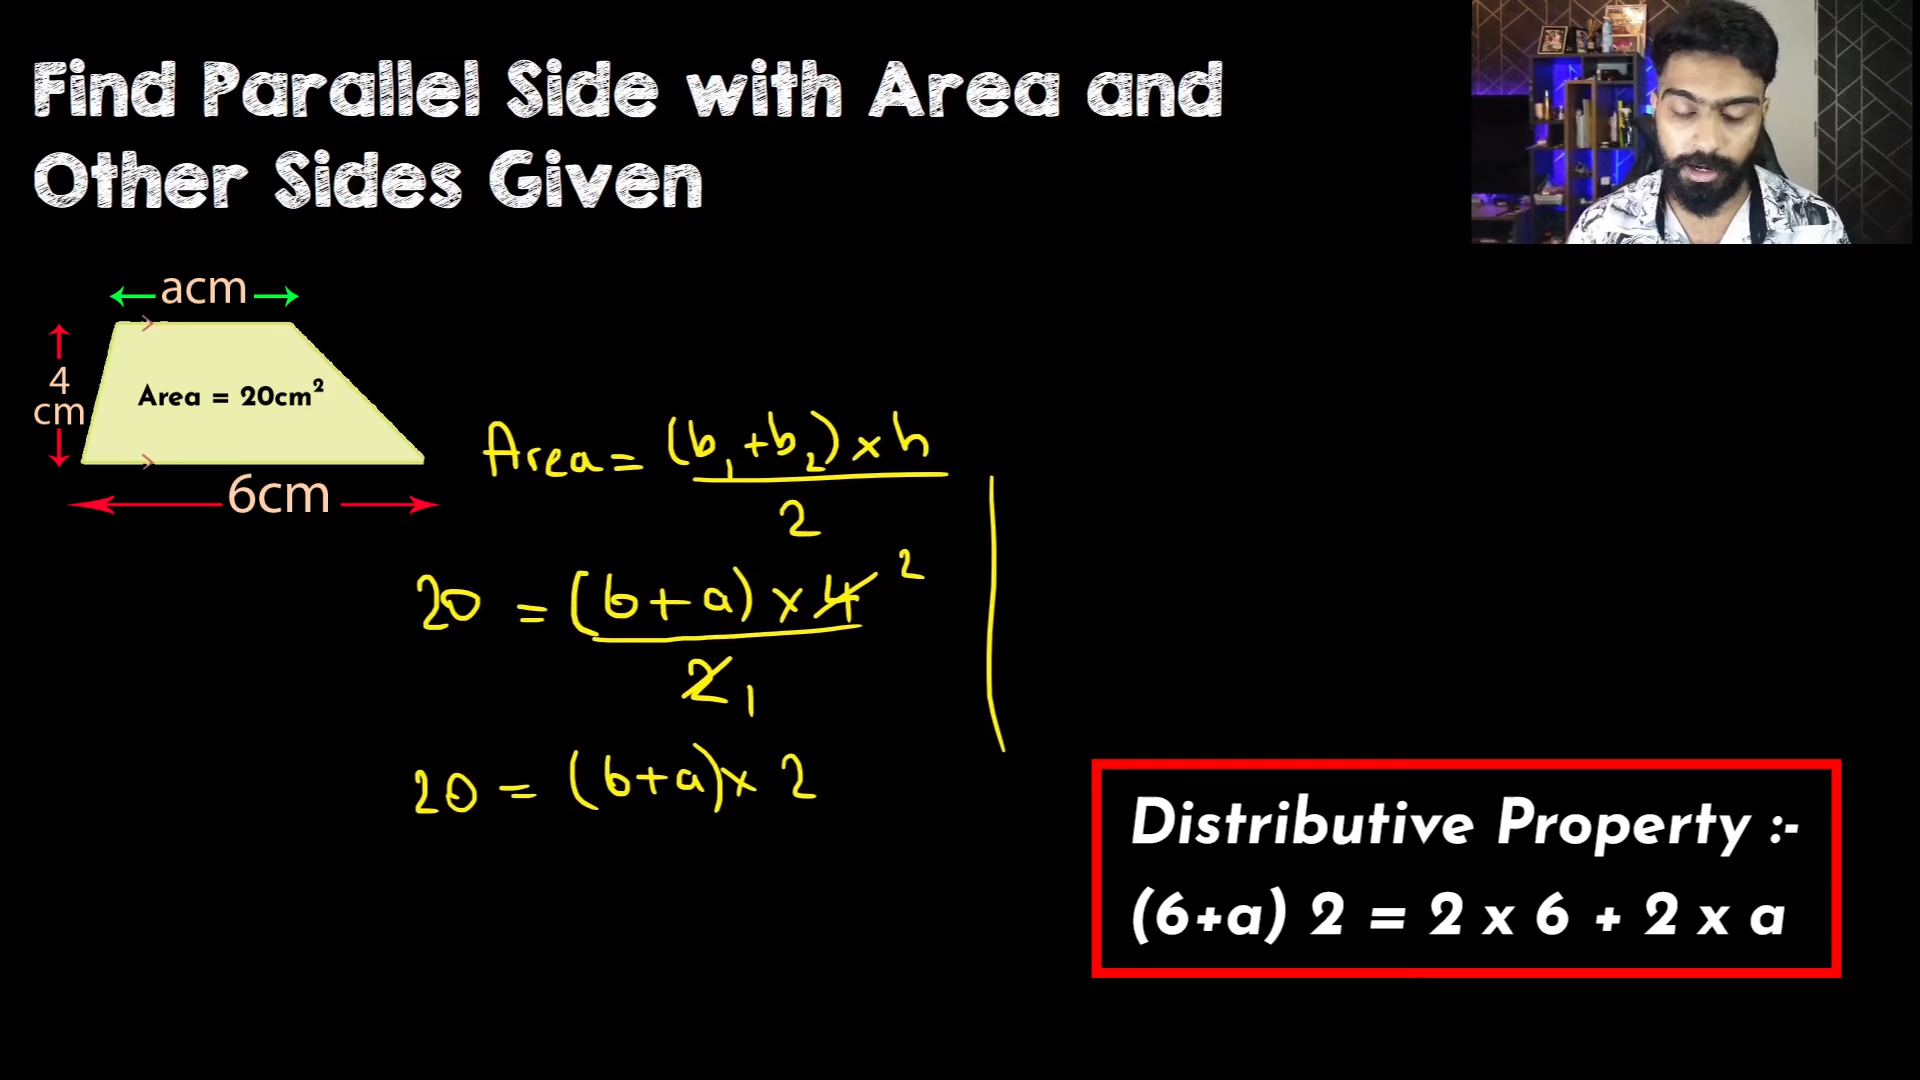 Find Parallel Side with Area and
Other Sides Given
acm
4
cm
Area = 20cm²
6cm
Area = (b₁+b₂) × h
2
20 = (6+a) × 4 2
2 1
20 = (6+a) × 2
Distributive Property :-
(6+a) 2 = 2 x 6 + 2 x a